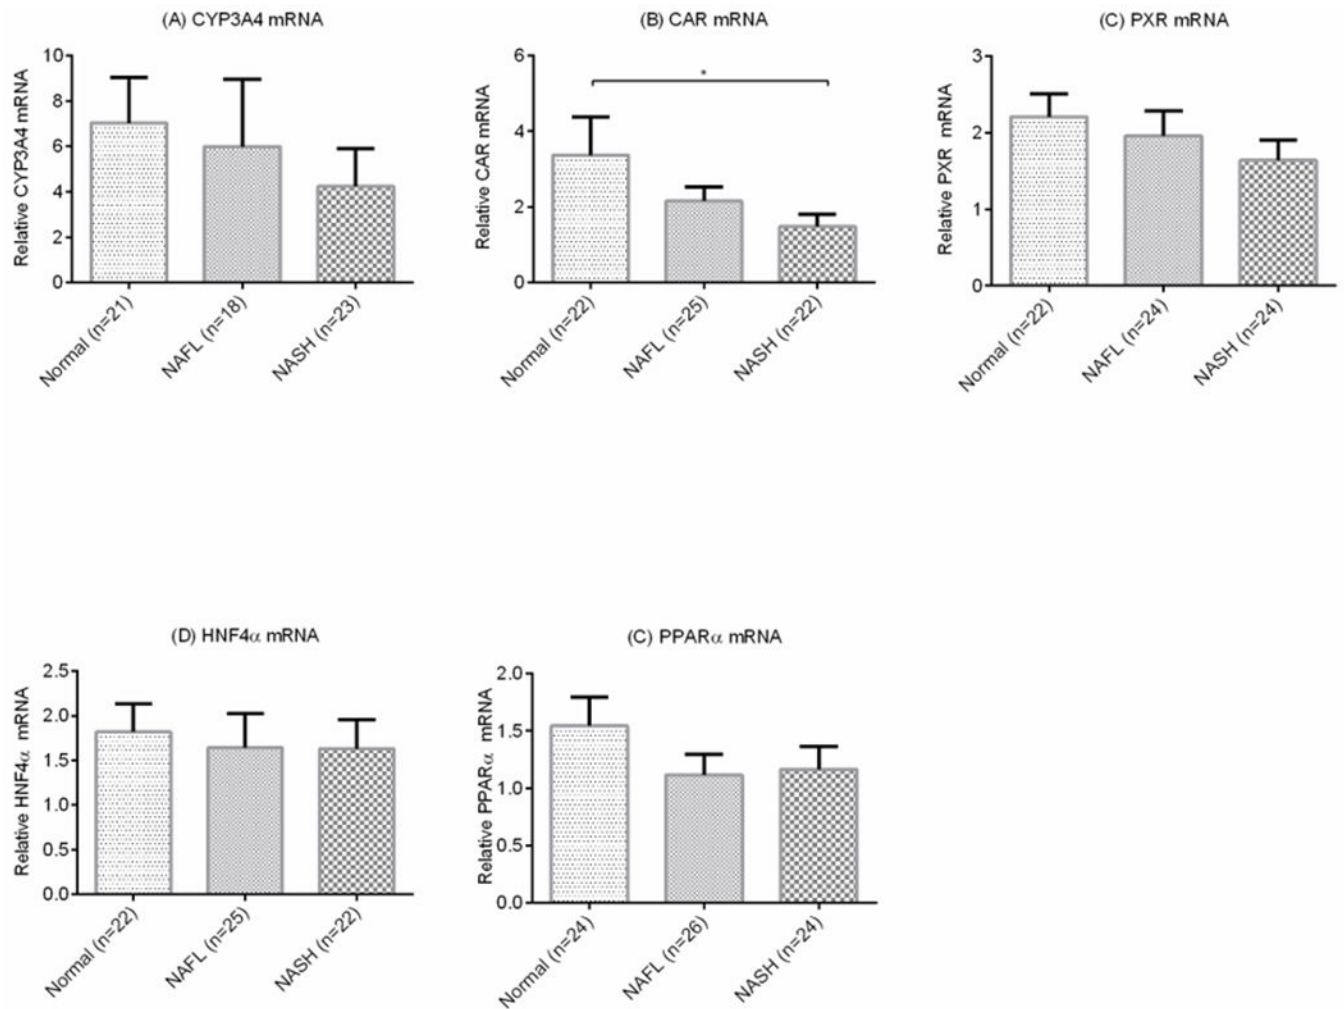 (A) CYP3A4 mRNA
Relative CYP3A4 mRNA
10
8
6
4
2
0
Normal (n=21)
NAFL (n=18)
NASH (n=23)
(B) CAR mRNA
Relative CAR mRNA
6
4
2
0
*
Normal (n=22)
NAFL (n=25)
NASH (n=22)
(C) PXR mRNA
Relative PXR mRNA
3
2
1
0
Normal (n=22)
NAFL (n=24)
NASH (n=24)
(D) HNF4α mRNA
Relative HNF4α mRNA
2.5
2.0
1.5
1.0
0.5
0.0
Normal (n=22)
NAFL (n=25)
NASH (n=22)
(C) PPARα mRNA
Relative PPARα mRNA
2.0
1.5
1.0
0.5
0.0
Normal (n=24)
NAFL (n=26)
NASH (n=24)